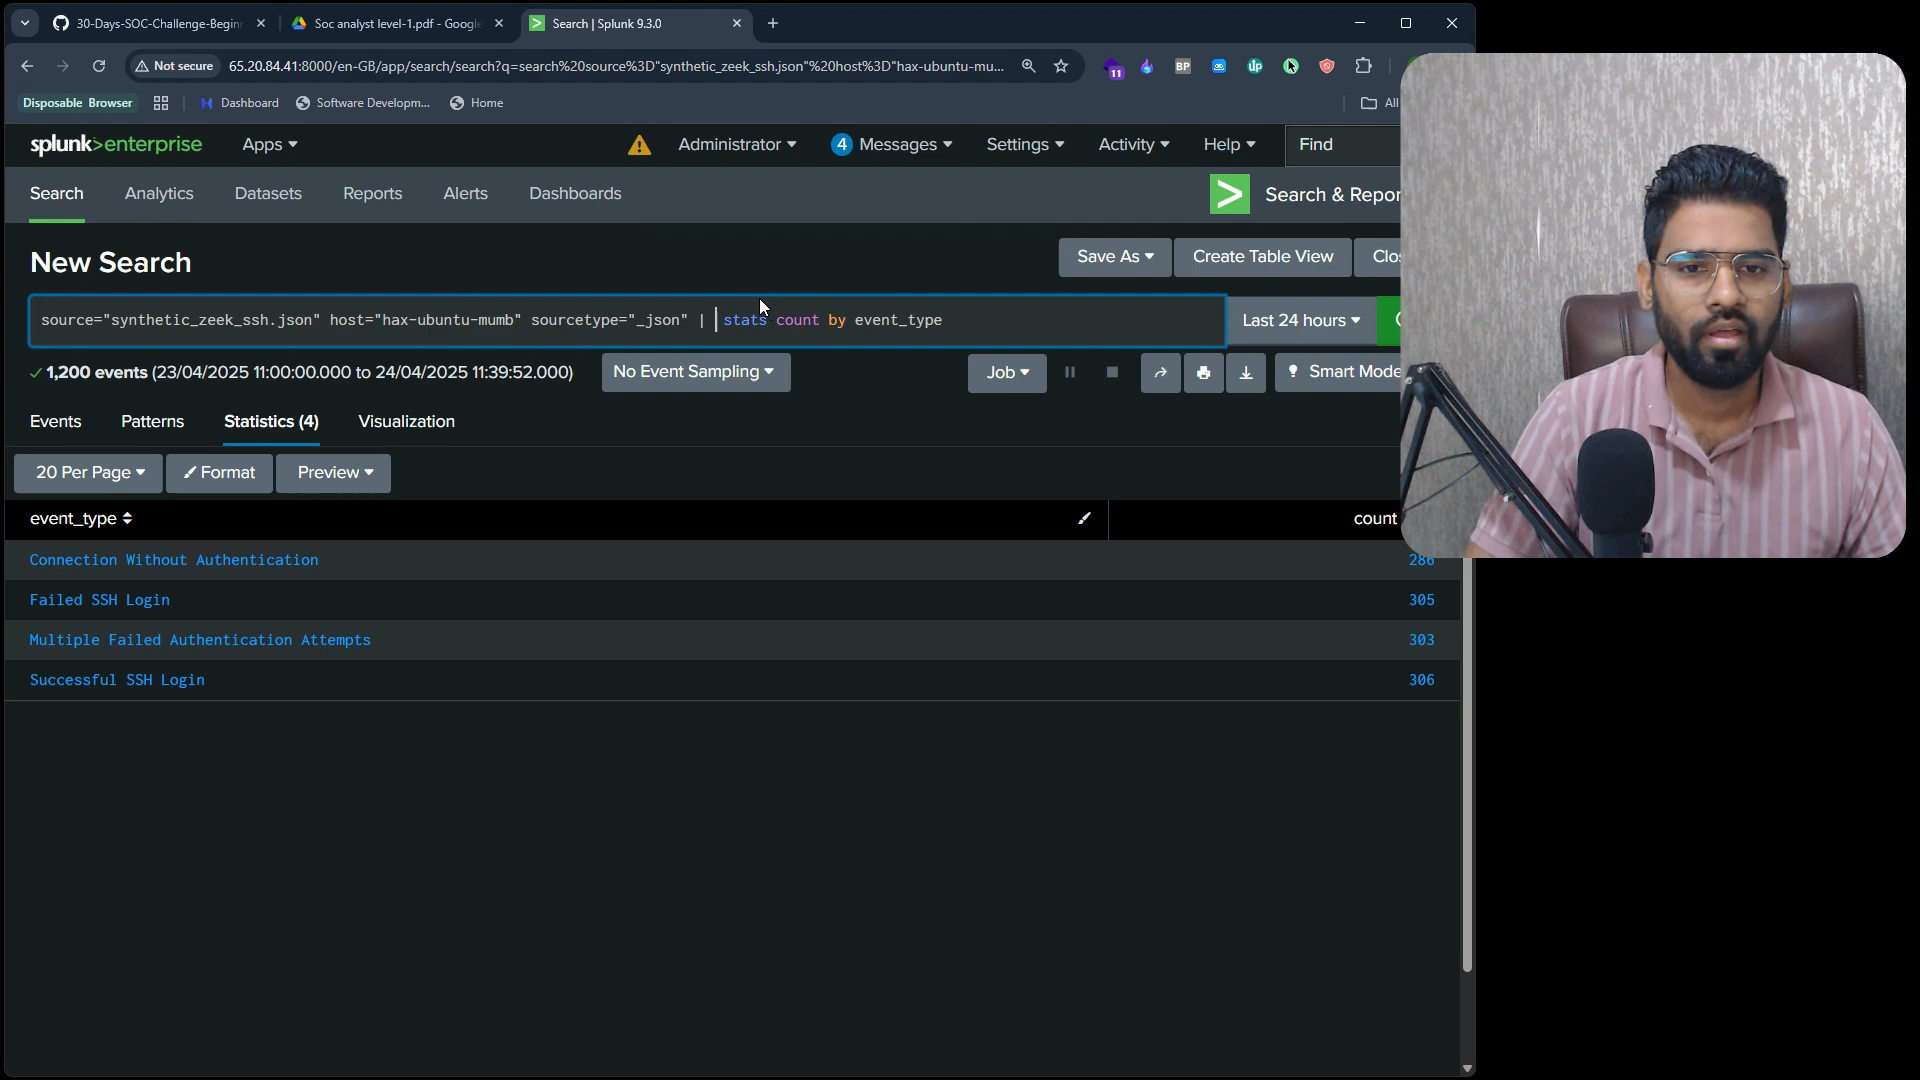 30-Days-SOC-Challenge-Beginn
Soc analyst level-1.pdf - Google
Search | Splunk 9.3.0
Not secure
65.20.84.41:8000/en-GB/app/search/search?q=search%20source%3D"synthetic_zeek_ssh.json"%20host%3D"hax-ubuntu-mu...
11
BP
up
Disposable Browser
Dashboard
Software Developm...
Home
All
splunk>enterprise
Apps
Administrator
4 Messages
Settings
Activity
Help
Find
Search
Analytics
Datasets
Reports
Alerts
Dashboards
> Search & Repor
New Search
Save As
Create Table View
Clos
source="synthetic_zeek_ssh.json" host="hax-ubuntu-mumb" sourcetype="_json" | stats count by event_type
Last 24 hours
✓ 1,200 events (23/04/2025 11:00:00.000 to 24/04/2025 11:39:52.000)
No Event Sampling
Job
Smart Mode
Events
Patterns
Statistics (4)
Visualization
20 Per Page
Format
Preview
event_type
count
Connection Without Authentication 286
Failed SSH Login 305
Multiple Failed Authentication Attempts 303
Successful SSH Login 306